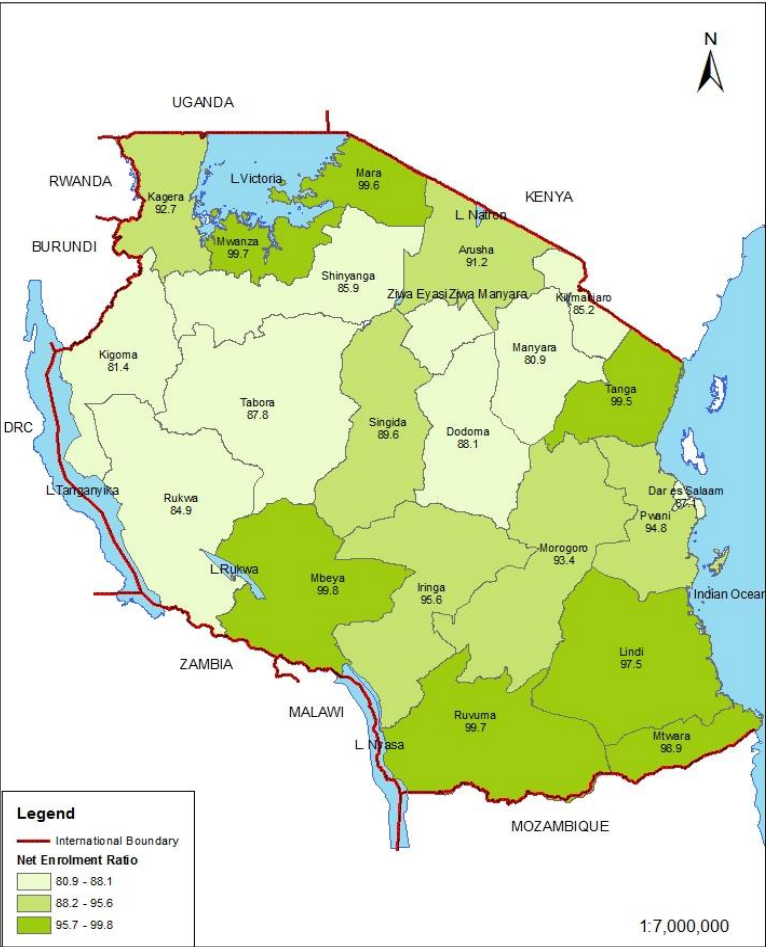 N
UGANDA
RWANDA
L.Victoria
Mara
99.6
Kagera
92.7
KENYA
L. Natron
BURUNDI
Mwanza
99.7
Arusha
91.2
Shinyanga
85.9
Ziwa Eyasi
Ziwa Manyara
Kilimanjaro
85.2
Kigoma
81.4
Manyara
80.9
Tanga
99.5
Tabora
87.8
Singida
89.6
Dodoma
88.1
DRC
L.Tanganyika
Rukwa
84.9
Dar es Salaam
Pwani
94.8
Morogoro
93.4
L.Rukwa
Mbeya
99.8
Iringa
95.6
Indian Ocean
Lindi
97.5
ZAMBIA
MALAWI
Ruvuma
99.7
L. Nyasa
Mtwara
98.9
MOZAMBIQUE
Legend
International Boundary
Net Enrolment Ratio
80.9 - 88.1
88.2 - 95.6
95.7 - 99.8
1:7,000,000